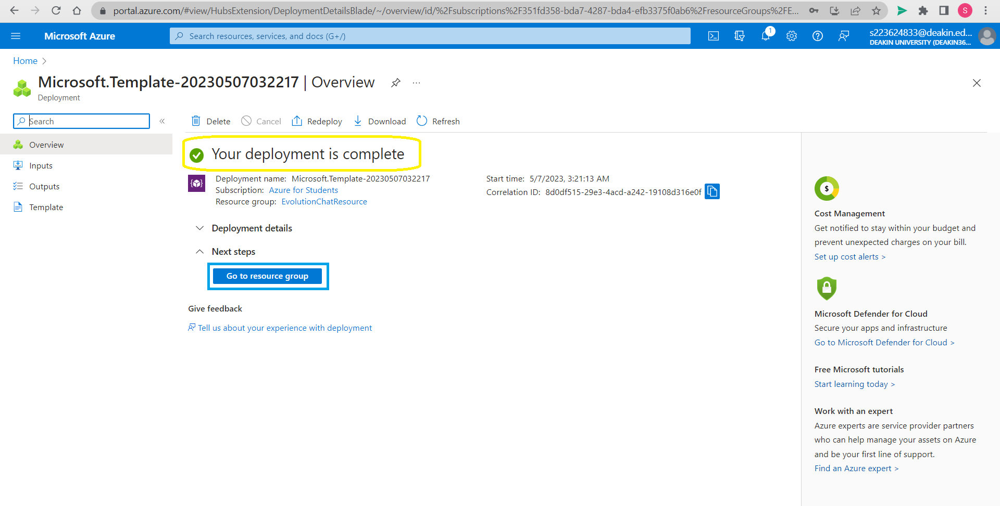 portal.azure.com/#view/HubsExtension/DeploymentDetailsBlade/~/overview/id/%2Fsubscriptions%2F351fd358-bda7-4287-bda4-efb3375f0ab6%2FresourceGroups%2FE...
S
Microsoft Azure
Search resources, services, and docs (G+/)
1
s223624833@deakin.ed...
DEAKIN UNIVERSITY (DEAKIN36...
Home
Microsoft.Template-20230507032217 | Overview
Deployment
Search
Delete
Cancel
Redeploy
Download
Refresh
Overview
Inputs
Outputs
Template
Your deployment is complete
Deployment name: Microsoft.Template-20230507032217
Subscription: Azure for Students
Resource group: EvolutionChatResource
Start time: 5/7/2023, 3:21:13 AM
Correlation ID: 8d0df515-29e3-4acd-a242-19108d316e0f
Deployment details
Next steps
Go to resource group
Give feedback
Tell us about your experience with deployment
$
Cost Management
Get notified to stay within your budget and
prevent unexpected charges on your bill.
Set up cost alerts >
Microsoft Defender for Cloud
Secure your apps and infrastructure
Go to Microsoft Defender for Cloud >
Free Microsoft tutorials
Start learning today >
Work with an expert
Azure experts are service provider partners
who can help manage your assets on Azure
and be your first line of support.
Find an Azure expert >